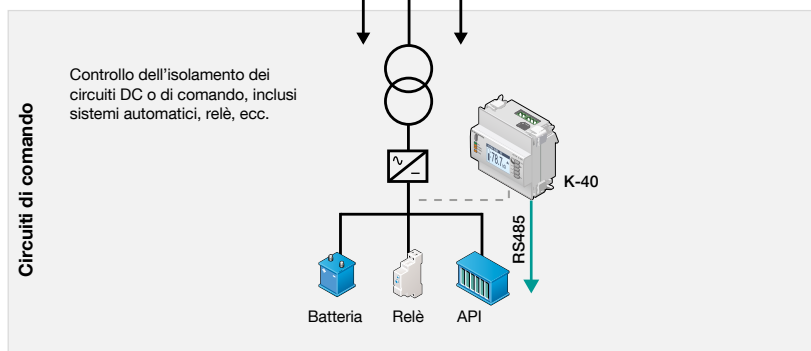 Controllo dell'isolamento dei
circuiti DC o di comando, inclusi
sistemi automatici, relè, ecc.
Circuiti di comando
K-40
RS485
Batteria
Relè
API